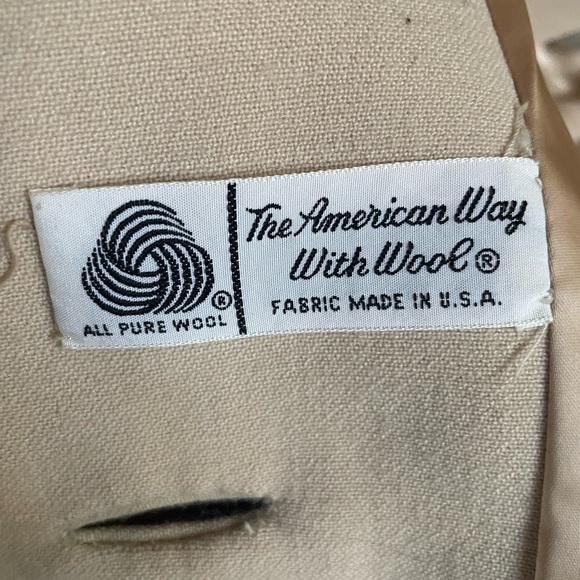 ®
ALL PURE WOOL
The American Way
With Wool®
FABRIC MADE IN U.S.A.